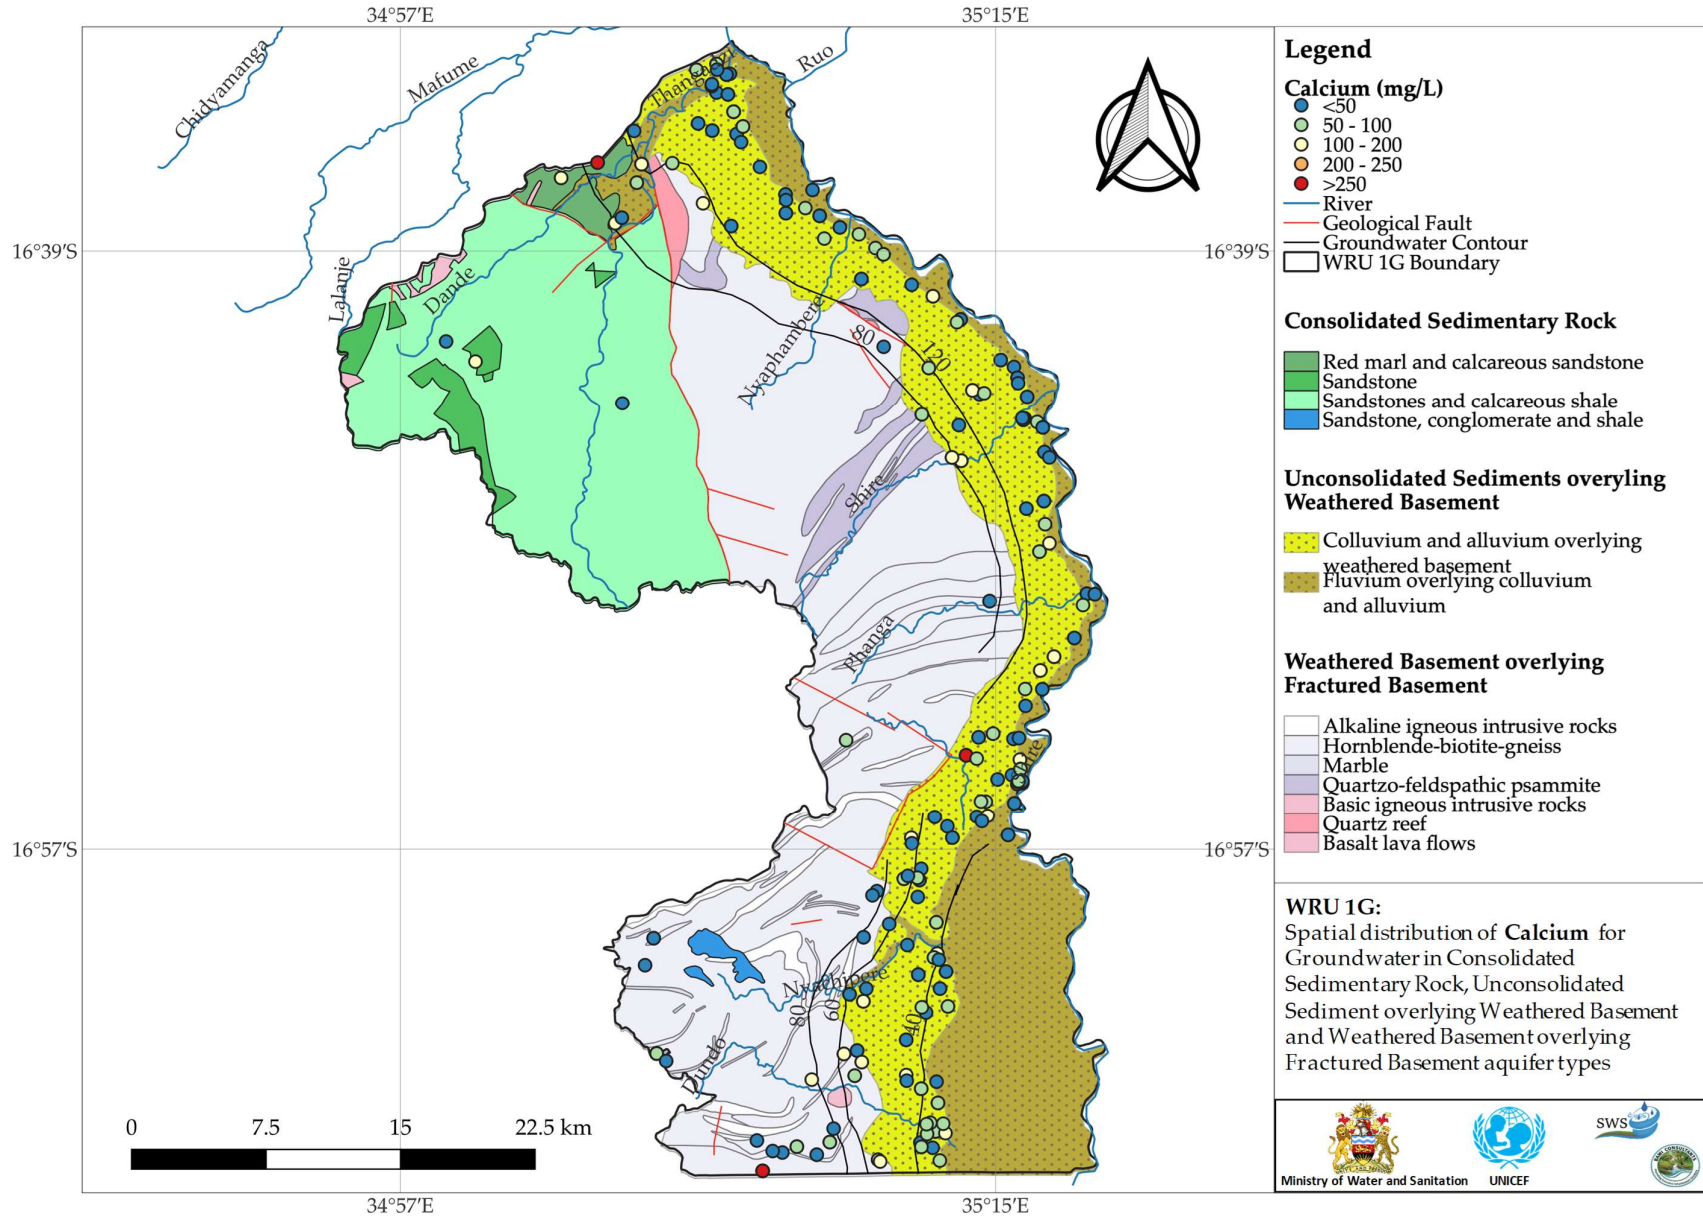 34°57′E
35°15′E
Chidyamanga
Mafume
Ruo
Thangadzi
16°39′S
16°39′S
Lalanje
Dande
Nyaphambere
80
120
Shire
Phanga
Shire
16°57′S
16°57′S
Nyachipere
80
60
40
Dundo
0 7.5 15 22.5 km
34°57′E
35°15′E
Legend
Calcium (mg/L)
<50
50 - 100
100 - 200
200 - 250
>250
River
Geological Fault
Groundwater Contour
WRU 1G Boundary
Consolidated Sedimentary Rock
Red marl and calcareous sandstone
Sandstone
Sandstones and calcareous shale
Sandstone, conglomerate and shale
Unconsolidated Sediments overyling
Weathered Basement
Colluvium and alluvium overlying
weathered basement
Fluvium overlying colluvium
and alluvium
Weathered Basement overlying
Fractured Basement
Alkaline igneous intrusive rocks
Hornblende-biotite-gneiss
Marble
Quartzo-feldspathic psammite
Basic igneous intrusive rocks
Quartz reef
Basalt lava flows
WRU 1G:
Spatial distribution of Calcium for
Groundwater in Consolidated
Sedimentary Rock, Unconsolidated
Sediment overlying Weathered Basement
and Weathered Basement overlying
Fractured Basement aquifer types
Ministry of Water and Sanitation
UNICEF
SWS